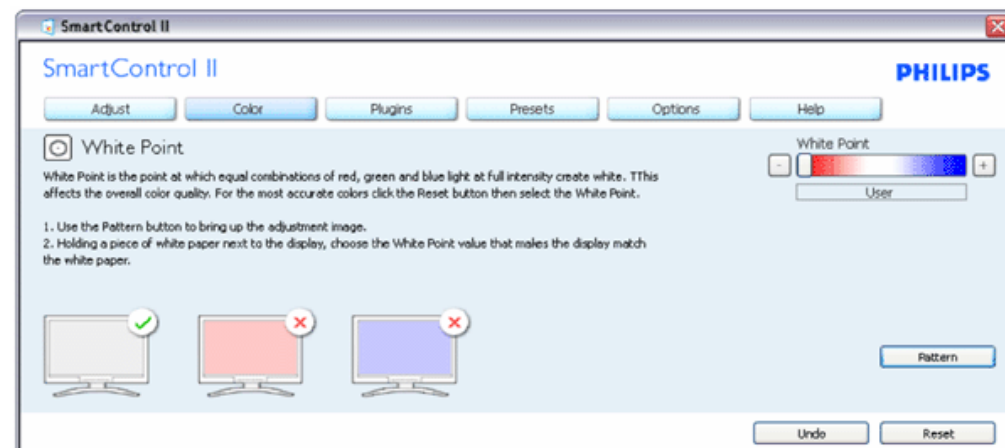 SmartControl II
SmartControl II
PHILIPS
Adjust Color Plugins Presets Options Help
White Point
White Point is the point at which equal combinations of red, green and blue light at full intensity create white. TThis
affects the overall color quality. For the most accurate colors click the Reset button then select the White Point.
1. Use the Pattern button to bring up the adjustment image.
2. Holding a piece of white paper next to the display, choose the White Point value that makes the display match
the white paper.
White Point
- +
User
Pattern
Undo Reset